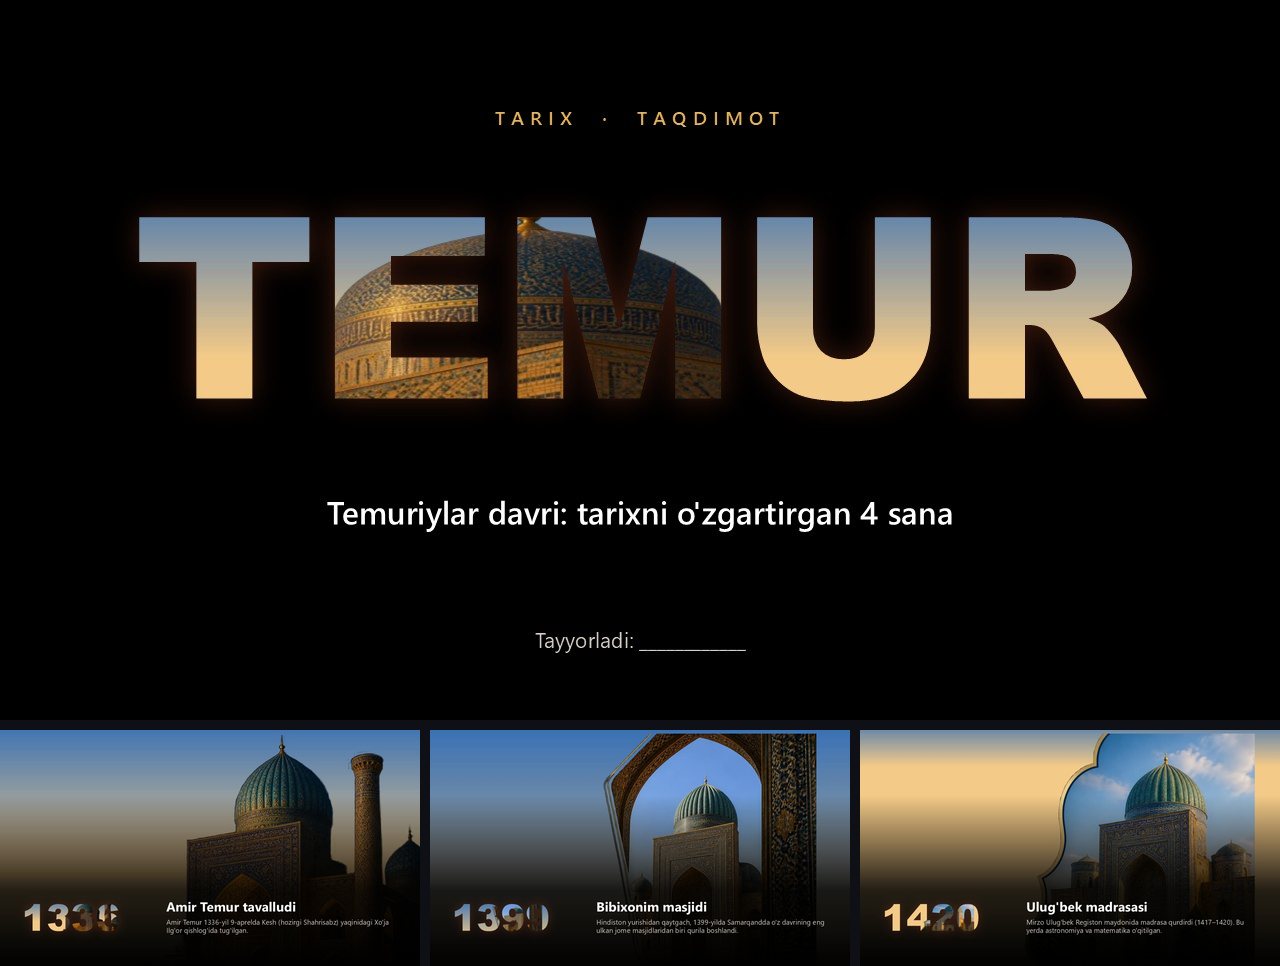 TARIX · TAQDIMOT
TEMUR
Temuriylar davri: tarixni o'zgartirgan 4 sana
Tayyorladi: ____________
1336
Amir Temur tavalludi
Amir Temur 1336-yil 9-aprelda Kesh (hozirgi Shahrisabz) yaqinidagi Xo'ja
Ilg'or qishlog'ida tug'ilgan.
1399
Bibixonim masjidi
Hindiston yurishidan qaytgach, 1399-yilda Samarqandda o'z davrining eng
ulkan jome masjidlaridan biri qurila boshlandi.
1420
Ulug'bek madrasasi
Mirzo Ulug'bek Registon maydonida madrasa qurdirdi (1417–1420). Bu
yerda astronomiya va matematika o'qitilgan.